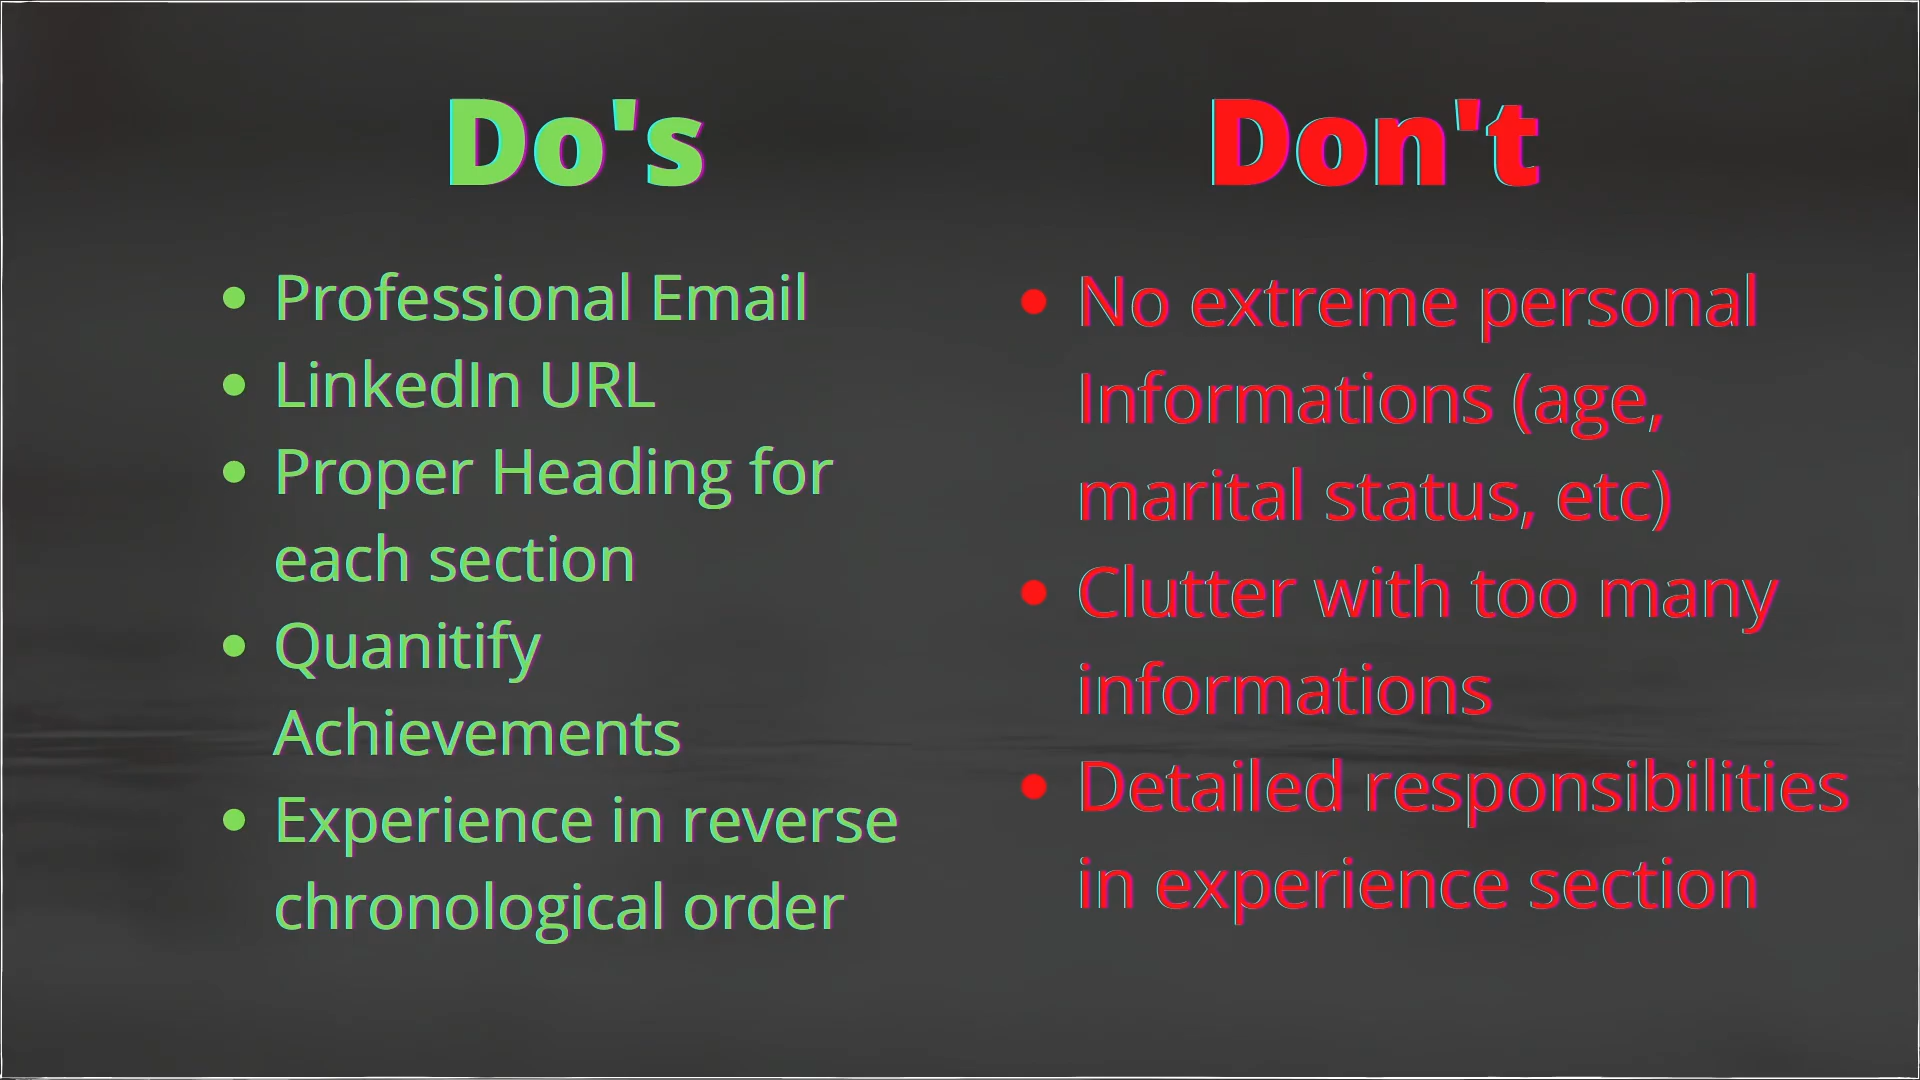 Do's
Professional Email
LinkedIn URL
Proper Heading for
each section
Quanitify
Achievements
Experience in reverse
chronological order
Don't
No extreme personal
Informations (age,
marital status, etc)
Clutter with too many
informations
Detailed responsibilities
in experience section